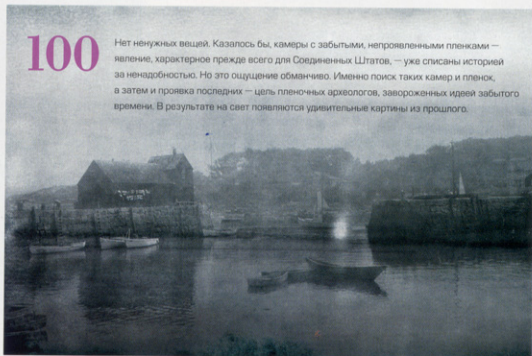 100
Нет ненужных вещей. Казалось бы, камеры с забытыми, непроявленными пленками —
явление, характерное прежде всего для Соединенных Штатов, — уже списаны историей
за ненадобностью. Но это ощущение обманчиво. Именно поиск таких камер и пленок,
а затем и проявка последних — цель пленочных археологов, завороженных идеей забытого
времени. В результате на свет появляются удивительные картины из прошлого.